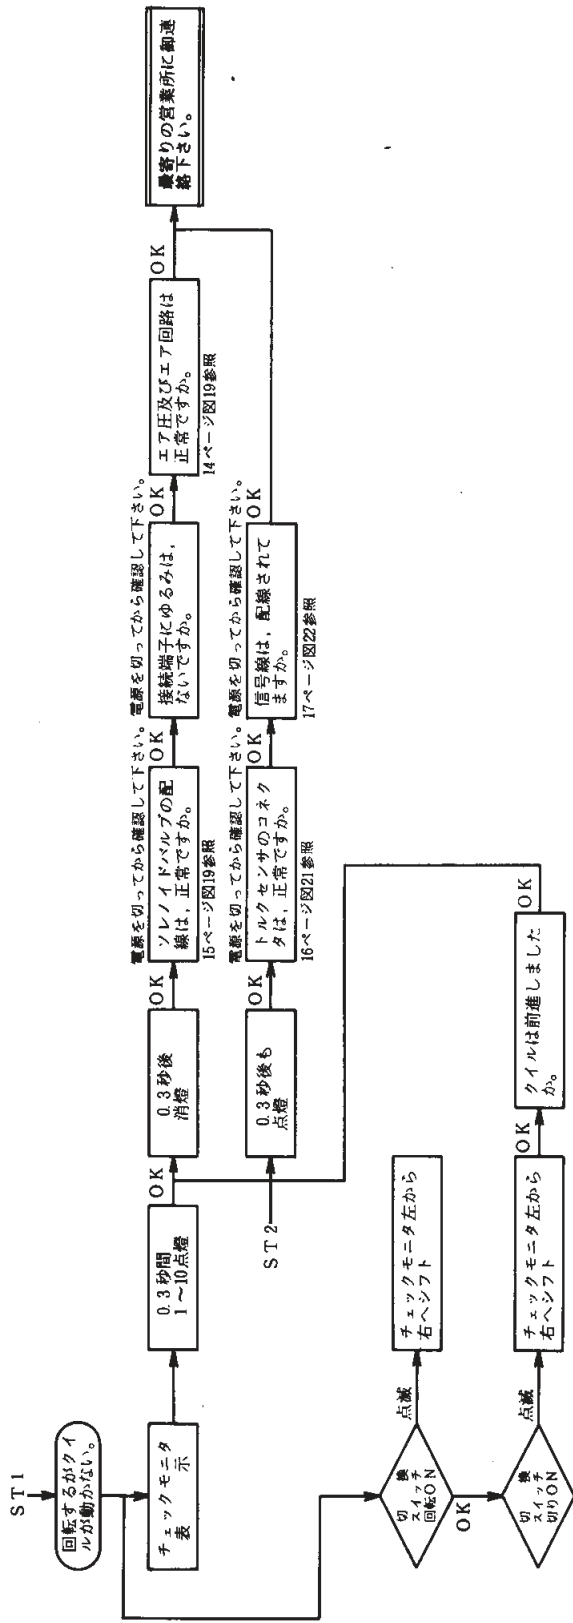 ST1
回転するがクイ
ルが動かない。
チェックモニタ
表　　　示
0.3秒間
1～10点燈
OK
0.3秒後
消燈
OK
電源を切ってから確認して下さい。
ソレノイドバルブの配
線は，正常ですか。
15ページ図19参照
OK
電源を切ってから確認して下さい。
接続端子にゆるみは，
ないですか。
OK
エア圧及びエア回路は
正常ですか。
14ページ図19参照
OK
最寄りの営業所に御連
絡下さい。
ST2
0.3秒後も
点燈
OK
電源を切ってから確認して下さい。
トルクセンサのコネク
タは，正常ですか。
16ページ図21参照
OK
電源を切ってから確認して下さい。
信号線は，配線されて
ますか。
17ページ図22参照
OK
切　換
スイッチ
回転ON
点滅
チェックモニタ左から
右へシフト
OK
切　換
スイッチ
切りON
点滅
チェックモニタ左から
右へシフト
OK
クイルは前進しました
か。
OK